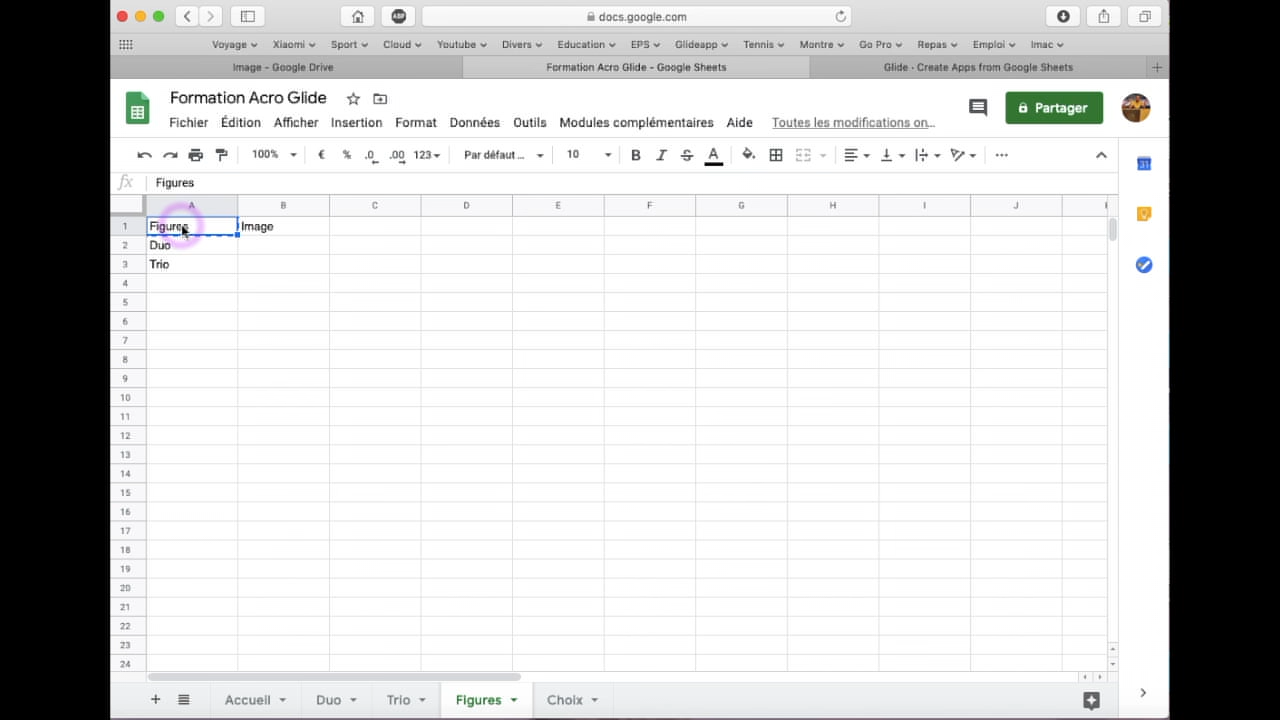 docs.google.com
ABP
Voyage Xiaomi Sport Cloud Youtube Divers Education EPS Glideapp Tennis Montre Go Pro Repas Emploi Imac
Image - Google Drive
Formation Acro Glide - Google Sheets
Glide - Create Apps from Google Sheets
Formation Acro Glide
Partager
Fichier Édition Afficher Insertion Format Données Outils Modules complémentaires Aide Toutes les modifications on...
100% € % .0 .00 123 Par défaut ... 10 B I S A ...
31
fx Figures
A B C D E F G H I J
1 Figures Image
2 Duo
3 Trio
4
5
6
7
8
9
10
11
12
13
14
15
16
17
18
19
20
21
22
23
24
+ Accueil Duo Trio Figures Choix